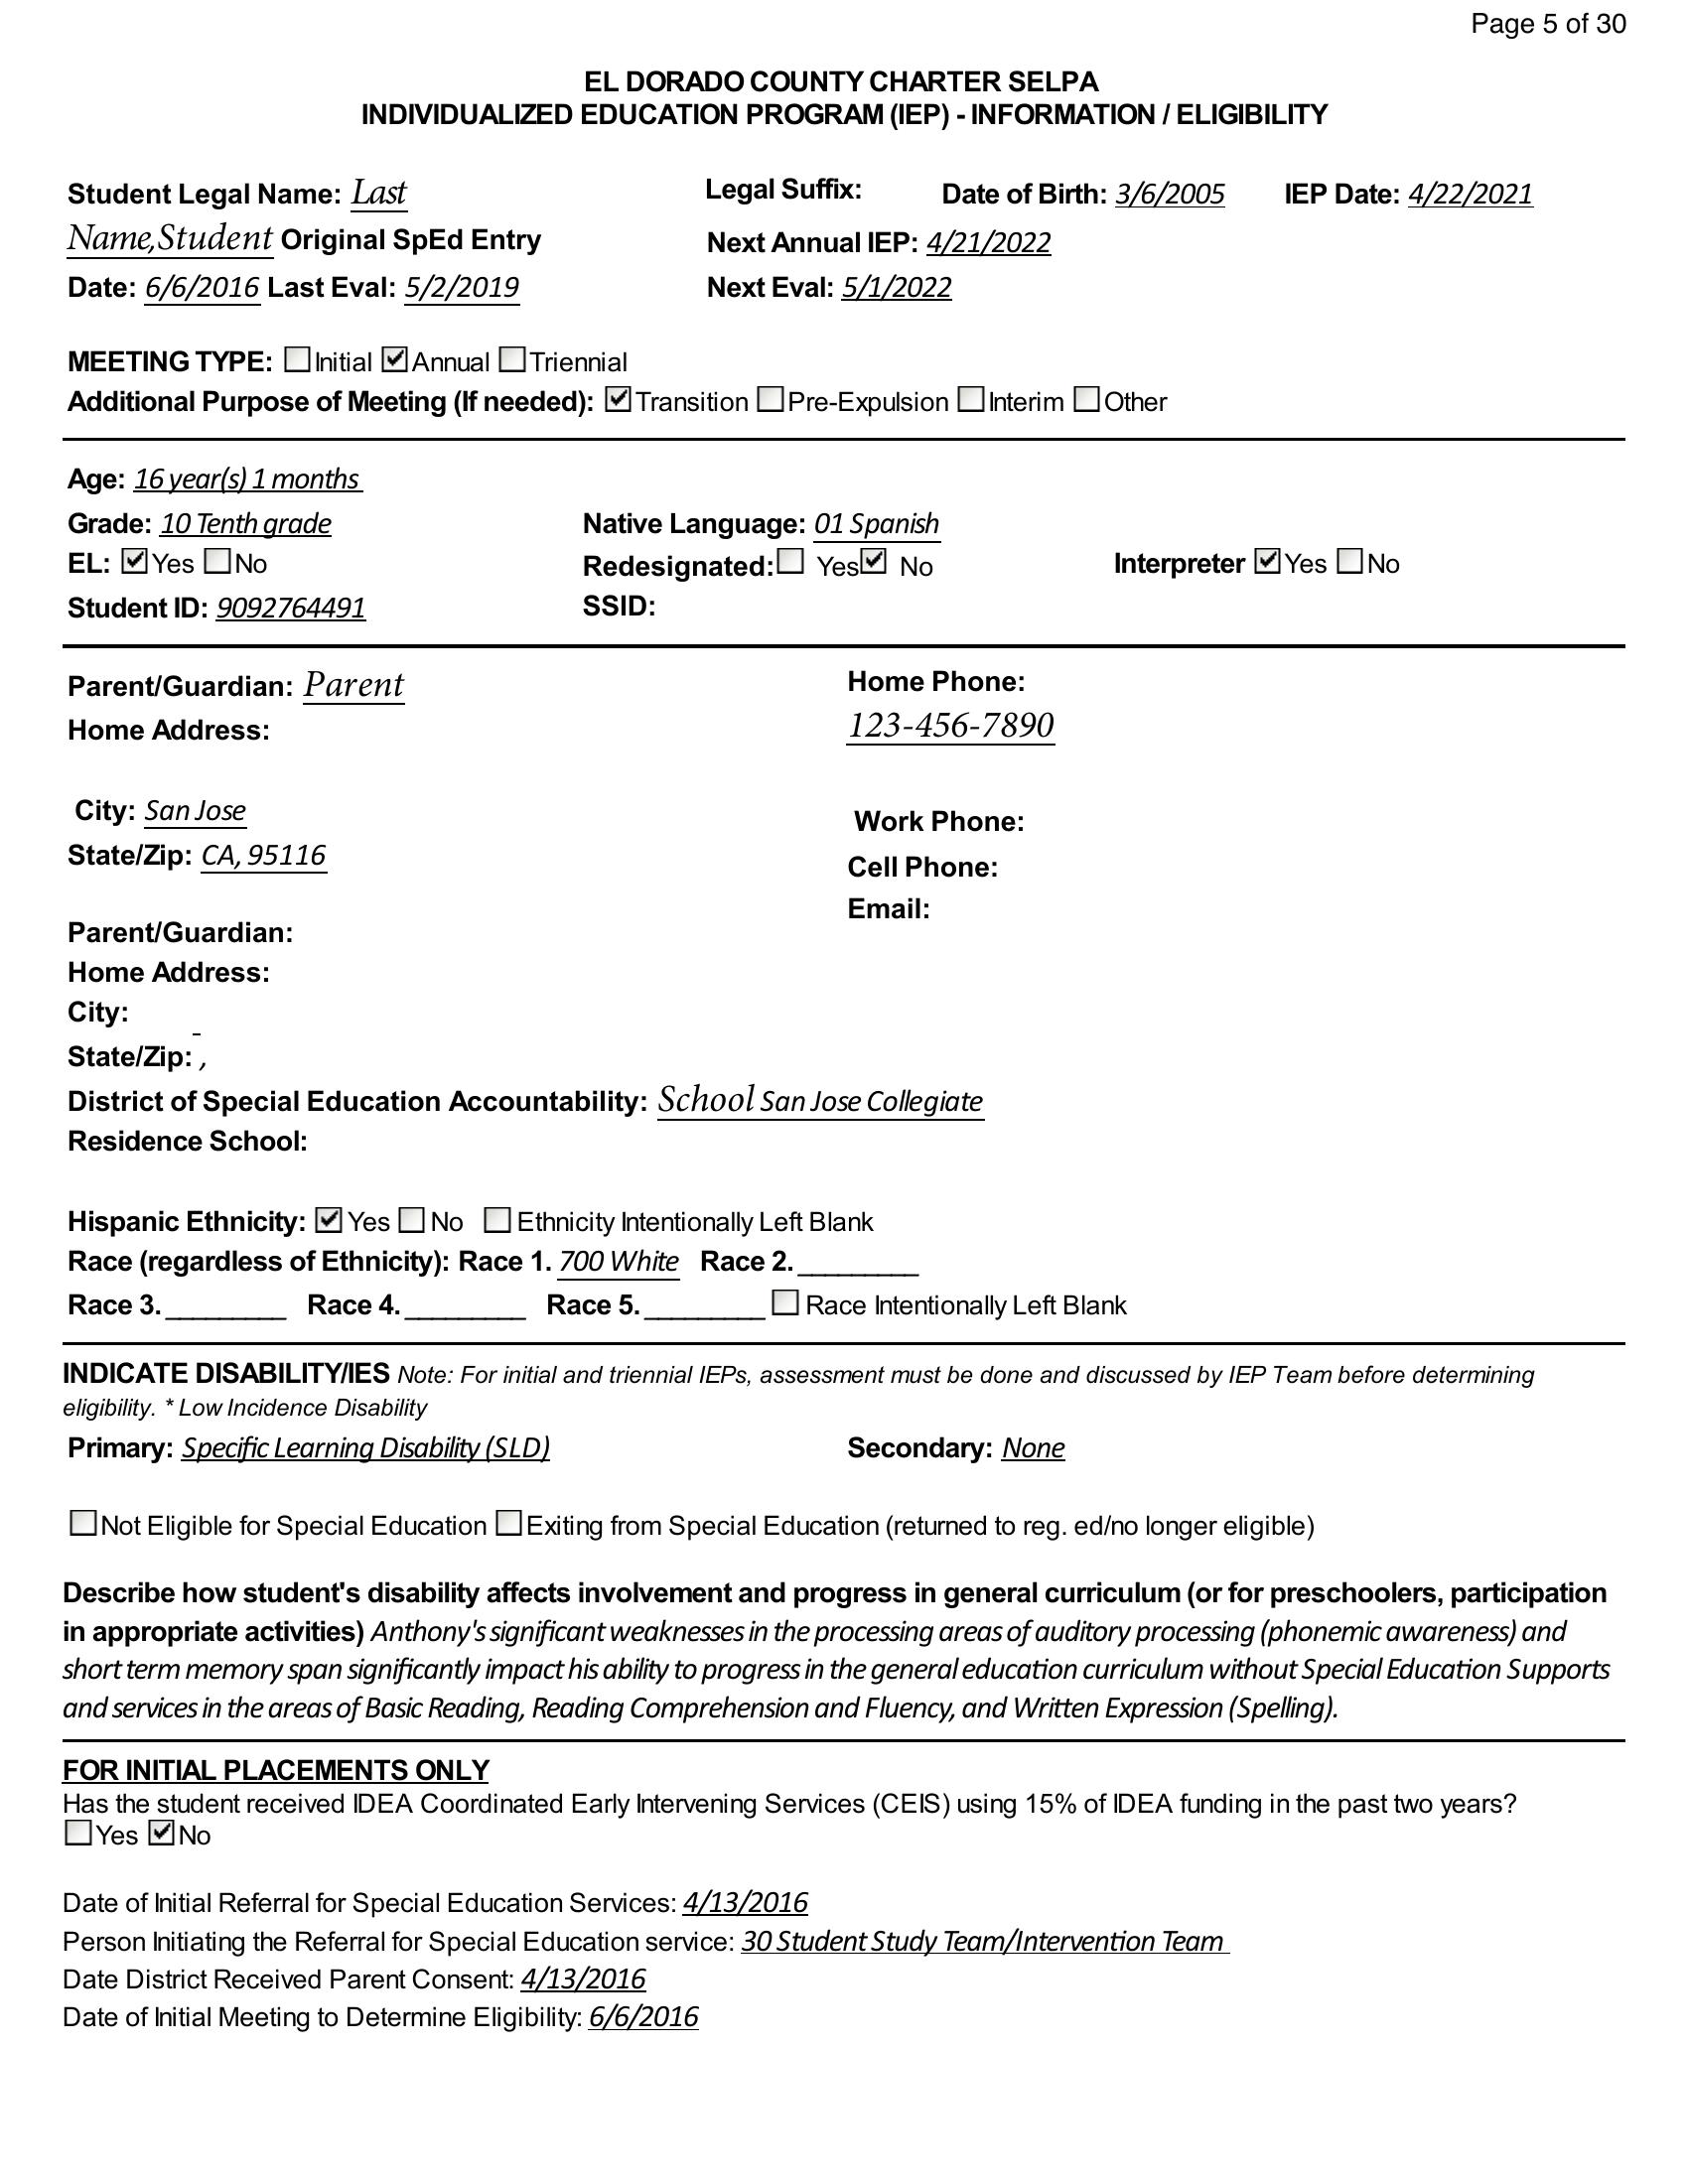 Page 5 of 30
EL DORADO COUNTY CHARTER SELPA
INDIVIDUALIZED EDUCATION PROGRAM (IEP) - INFORMATION / ELIGIBILITY
Student Legal Name: Last Legal Suffix: Date of Birth: 3/6/2005 IEP Date: 4/22/2021
Name,Student Original SpEd Entry Next Annual IEP: 4/21/2022
Date: 6/6/2016 Last Eval: 5/2/2019 Next Eval: 5/1/2022
MEETING TYPE: ☐Initial ☑Annual ☐Triennial
Additional Purpose of Meeting (If needed): ☑Transition ☐Pre-Expulsion ☐Interim ☐Other
Age: 16 year(s) 1 months
Grade: 10 Tenth grade Native Language: 01 Spanish
EL: ☑Yes ☐No Redesignated:☐ Yes☑ No Interpreter ☑Yes ☐No
Student ID: 9092764491 SSID:
Parent/Guardian: Parent Home Phone:
Home Address: 123-456-7890
City: San Jose Work Phone:
State/Zip: CA, 95116 Cell Phone:
Email:
Parent/Guardian:
Home Address:
City:
State/Zip: ,
District of Special Education Accountability: School San Jose Collegiate
Residence School:
Hispanic Ethnicity: ☑Yes ☐No ☐ Ethnicity Intentionally Left Blank
Race (regardless of Ethnicity): Race 1. 700 White Race 2. ________
Race 3. ________ Race 4. ________ Race 5. ________ ☐ Race Intentionally Left Blank
INDICATE DISABILITY/IES Note: For initial and triennial IEPs, assessment must be done and discussed by IEP Team before determining
eligibility. * Low Incidence Disability
Primary: Specific Learning Disability (SLD) Secondary: None
☐Not Eligible for Special Education ☐Exiting from Special Education (returned to reg. ed/no longer eligible)
Describe how student's disability affects involvement and progress in general curriculum (or for preschoolers, participation
in appropriate activities) Anthony's significant weaknesses in the processing areas of auditory processing (phonemic awareness) and
short term memory span significantly impact his ability to progress in the general education curriculum without Special Education Supports
and services in the areas of Basic Reading, Reading Comprehension and Fluency, and Written Expression (Spelling).
FOR INITIAL PLACEMENTS ONLY
Has the student received IDEA Coordinated Early Intervening Services (CEIS) using 15% of IDEA funding in the past two years?
☐Yes ☑No
Date of Initial Referral for Special Education Services: 4/13/2016
Person Initiating the Referral for Special Education service: 30 Student Study Team/Intervention Team
Date District Received Parent Consent: 4/13/2016
Date of Initial Meeting to Determine Eligibility: 6/6/2016